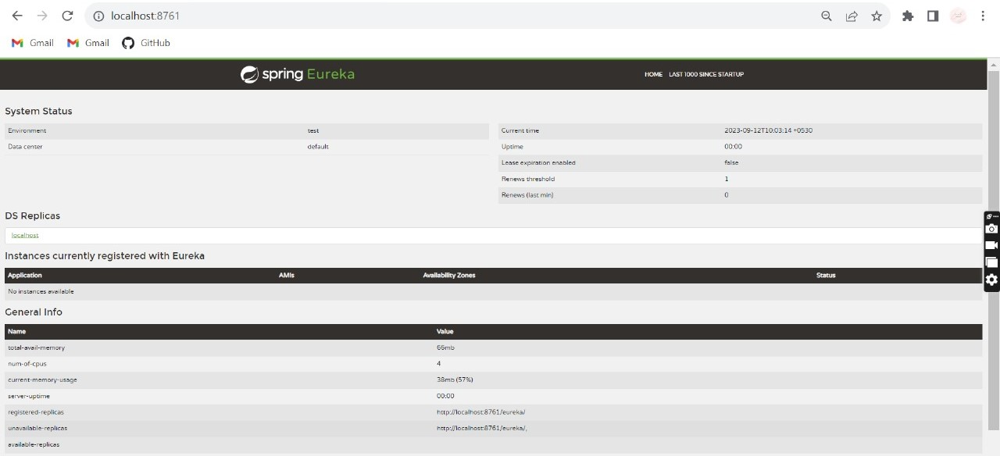 localhost:8761
Gmail Gmail GitHub
spring Eureka HOME LAST 1000 SINCE STARTUP
System Status
Environment test Current time 2023-09-12T10:03:14 +0530
Data center default Uptime 00:00
Lease expiration enabled false
Renews threshold 1
Renews (last min) 0
DS Replicas
localhost
Instances currently registered with Eureka
Application AMIs Availability Zones Status
No instances available
General Info
Name Value
total-avail-memory 66mb
num-of-cpus 4
current-memory-usage 38mb (57%)
server-uptime 00:00
registered-replicas http://localhost:8761/eureka/
unavailable-replicas http://localhost:8761/eureka/,
available-replicas